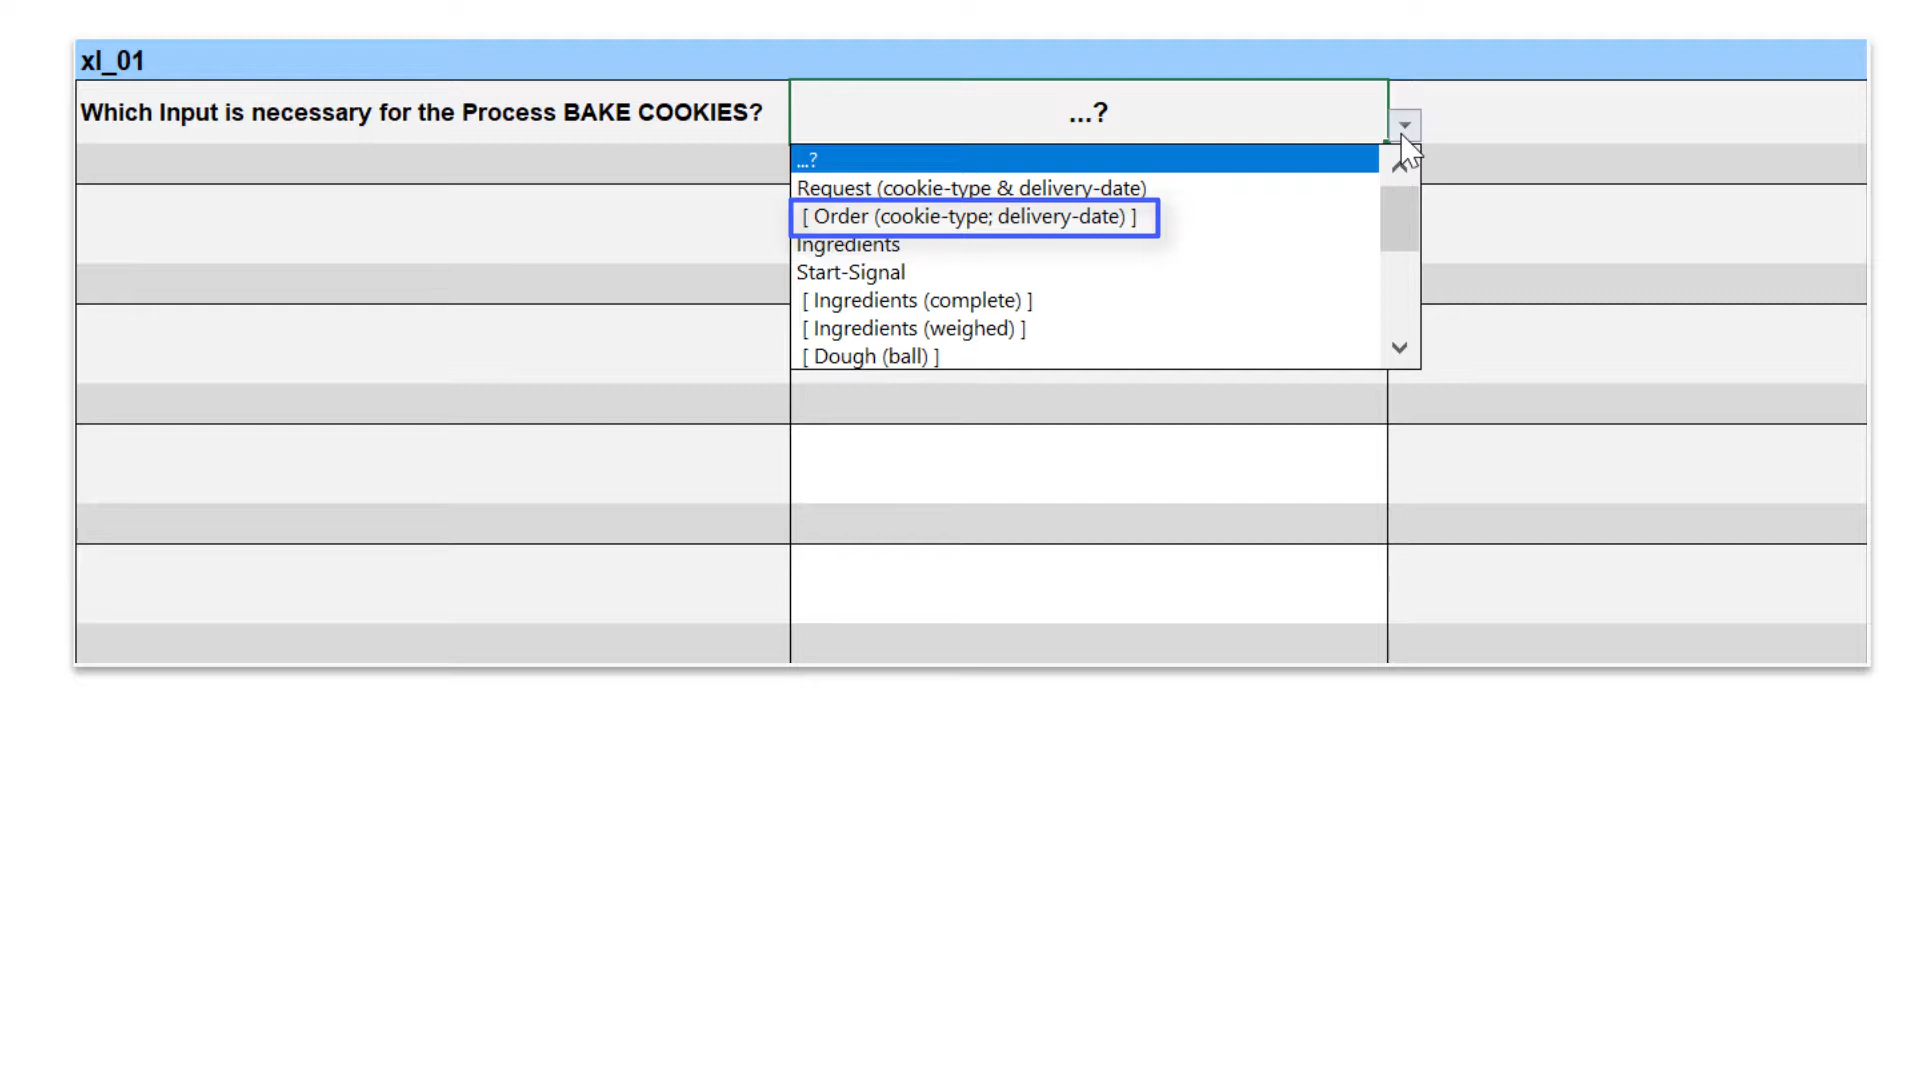 xl_01
Which Input is necessary for the Process BAKE COOKIES?
...?
...?
Request (cookie-type & delivery-date)
[ Order (cookie-type; delivery-date) ]
Ingredients
Start-Signal
[ Ingredients (complete) ]
[ Ingredients (weighed) ]
[ Dough (ball) ]